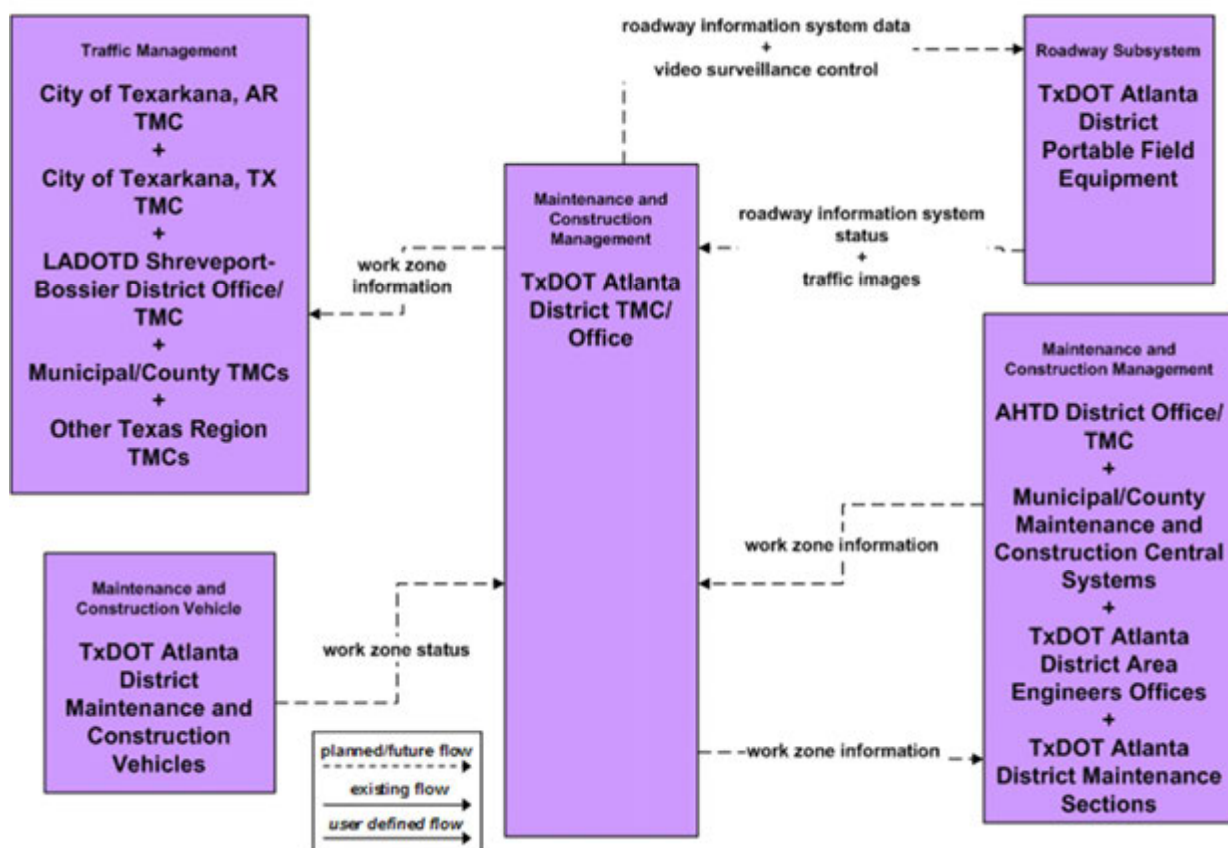 Traffic Management
City of Texarkana, AR
TMC
+
City of Texarkana, TX
TMC
+
LADOTD Shreveport-
Bossier District Office/
TMC
+
Municipal/County TMCs
+
Other Texas Region
TMCs
roadway information system data
+
video surveillance control
Roadway Subsystem
TxDOT Atlanta
District
Portable Field
Equipment
Maintenance and
Construction
Management
TxDOT Atlanta
District TMC/
Office
work zone
information
roadway information system
status
+
traffic images
Maintenance and
Construction Management
AHTD District Office/
TMC
+
Municipal/County
Maintenance and
Construction Central
Systems
+
TxDOT Atlanta
District Area
Engineers Offices
+
TxDOT Atlanta
District Maintenance
Sections
work zone information
Maintenance and
Construction Vehicle
TxDOT Atlanta
District
Maintenance and
Construction
Vehicles
work zone status
work zone information
planned/future flow
existing flow
user defined flow